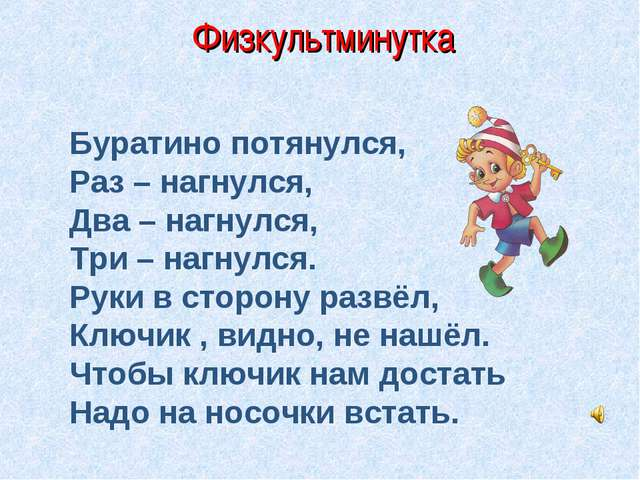 Физкультминутка
Буратино потянулся,
Раз – нагнулся,
Два – нагнулся,
Три – нагнулся.
Руки в сторону развёл,
Ключик , видно, не нашёл.
Чтобы ключик нам достать
Надо на носочки встать.